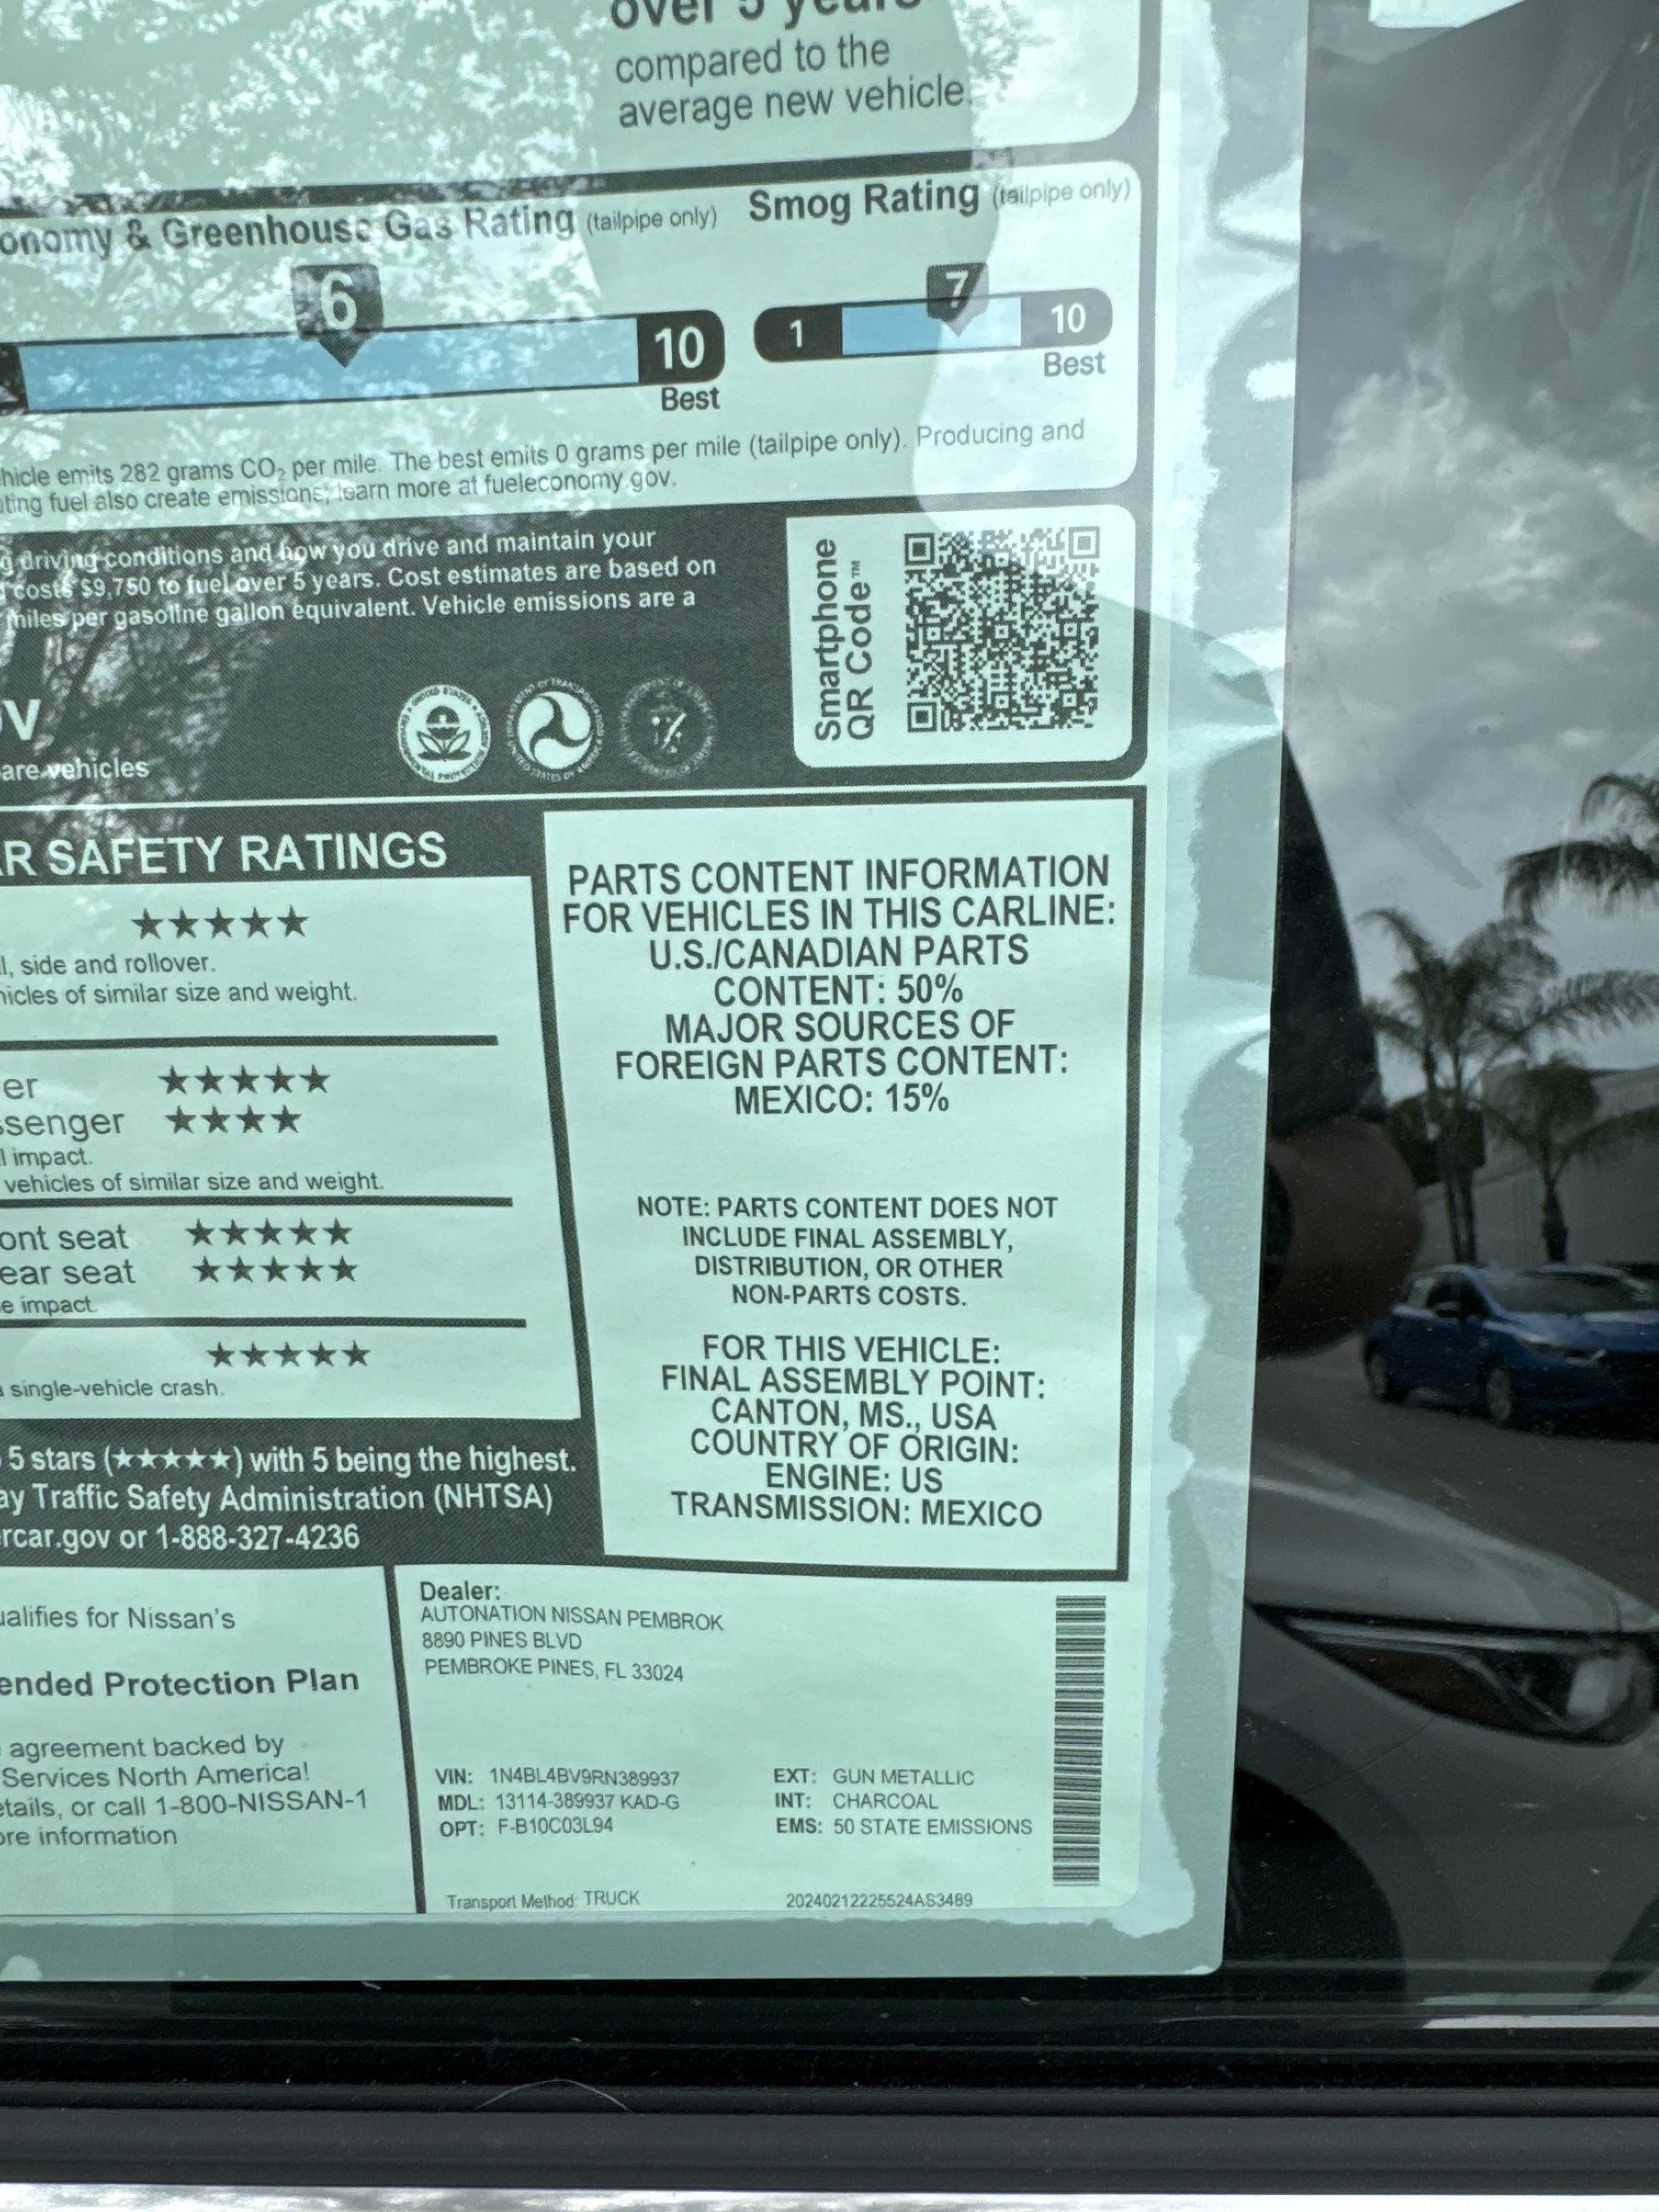 over 5 years
compared to the
average new vehicle.
onomy & Greenhouse Gas Rating (tailpipe only)
Smog Rating (tailpipe only)
6
10
Best
7
1
10
Best
hicle emits 282 grams CO₂ per mile. The best emits 0 grams per mile (tailpipe only). Producing and
ting fuel also create emissions; learn more at fueleconomy.gov.
g driving conditions and how you drive and maintain your
costs $9,750 to fuel over 5 years. Cost estimates are based on
miles per gasoline gallon equivalent. Vehicle emissions are a
ov
are vehicles
Smartphone
QR Code™
R SAFETY RATINGS
★★★★★
l, side and rollover.
hicles of similar size and weight.
er ★★★★★
ssenger ★★★★
l impact.
vehicles of similar size and weight.
ont seat ★★★★★
ear seat ★★★★★
e impact.
★★★★★
single-vehicle crash.
5 stars (★★★★★) with 5 being the highest.
ay Traffic Safety Administration (NHTSA)
rcar.gov or 1-888-327-4236
PARTS CONTENT INFORMATION
FOR VEHICLES IN THIS CARLINE:
U.S./CANADIAN PARTS
CONTENT: 50%
MAJOR SOURCES OF
FOREIGN PARTS CONTENT:
MEXICO: 15%
NOTE: PARTS CONTENT DOES NOT
INCLUDE FINAL ASSEMBLY,
DISTRIBUTION, OR OTHER
NON-PARTS COSTS.
FOR THIS VEHICLE:
FINAL ASSEMBLY POINT:
CANTON, MS., USA
COUNTRY OF ORIGIN:
ENGINE: US
TRANSMISSION: MEXICO
ualifies for Nissan's
ended Protection Plan
agreement backed by
Services North America!
etails, or call 1-800-NISSAN-1
ore information
Dealer:
AUTONATION NISSAN PEMBROK
8890 PINES BLVD
PEMBROKE PINES, FL 33024
VIN: 1N4BL4BV9RN389937
MDL: 13114-389937 KAD-G
OPT: F-B10C03L94
EXT: GUN METALLIC
INT: CHARCOAL
EMS: 50 STATE EMISSIONS
Transport Method: TRUCK
20240212225524AS3489